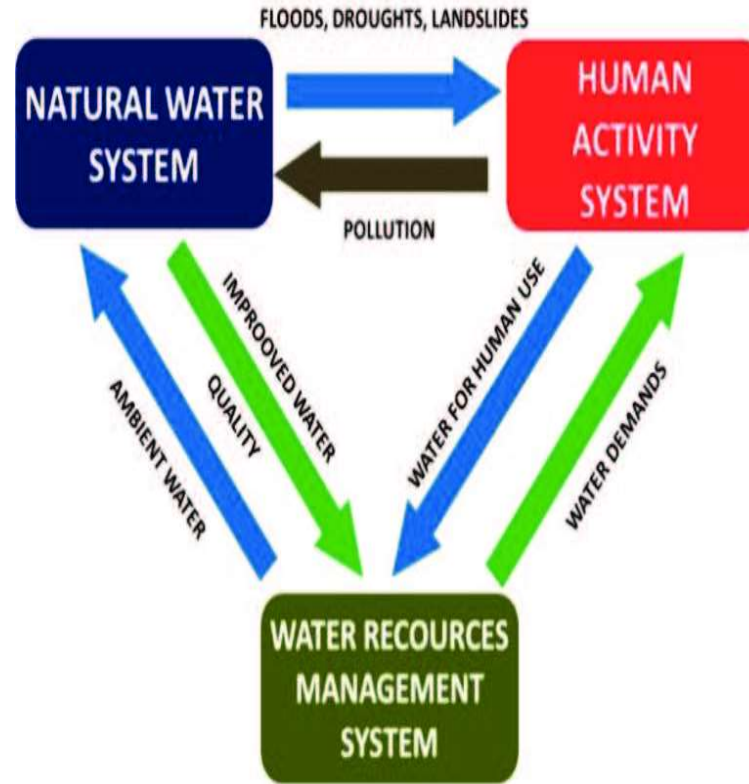 FLOODS, DROUGHTS, LANDSLIDES
NATURAL WATER
SYSTEM
HUMAN
ACTIVITY
SYSTEM
POLLUTION
AMBIENT WATER
IMPROOVED WATER
QUALITY
WATER FOR HUMAN USE
WATER DEMANDS
WATER RECOURCES
MANAGEMENT
SYSTEM